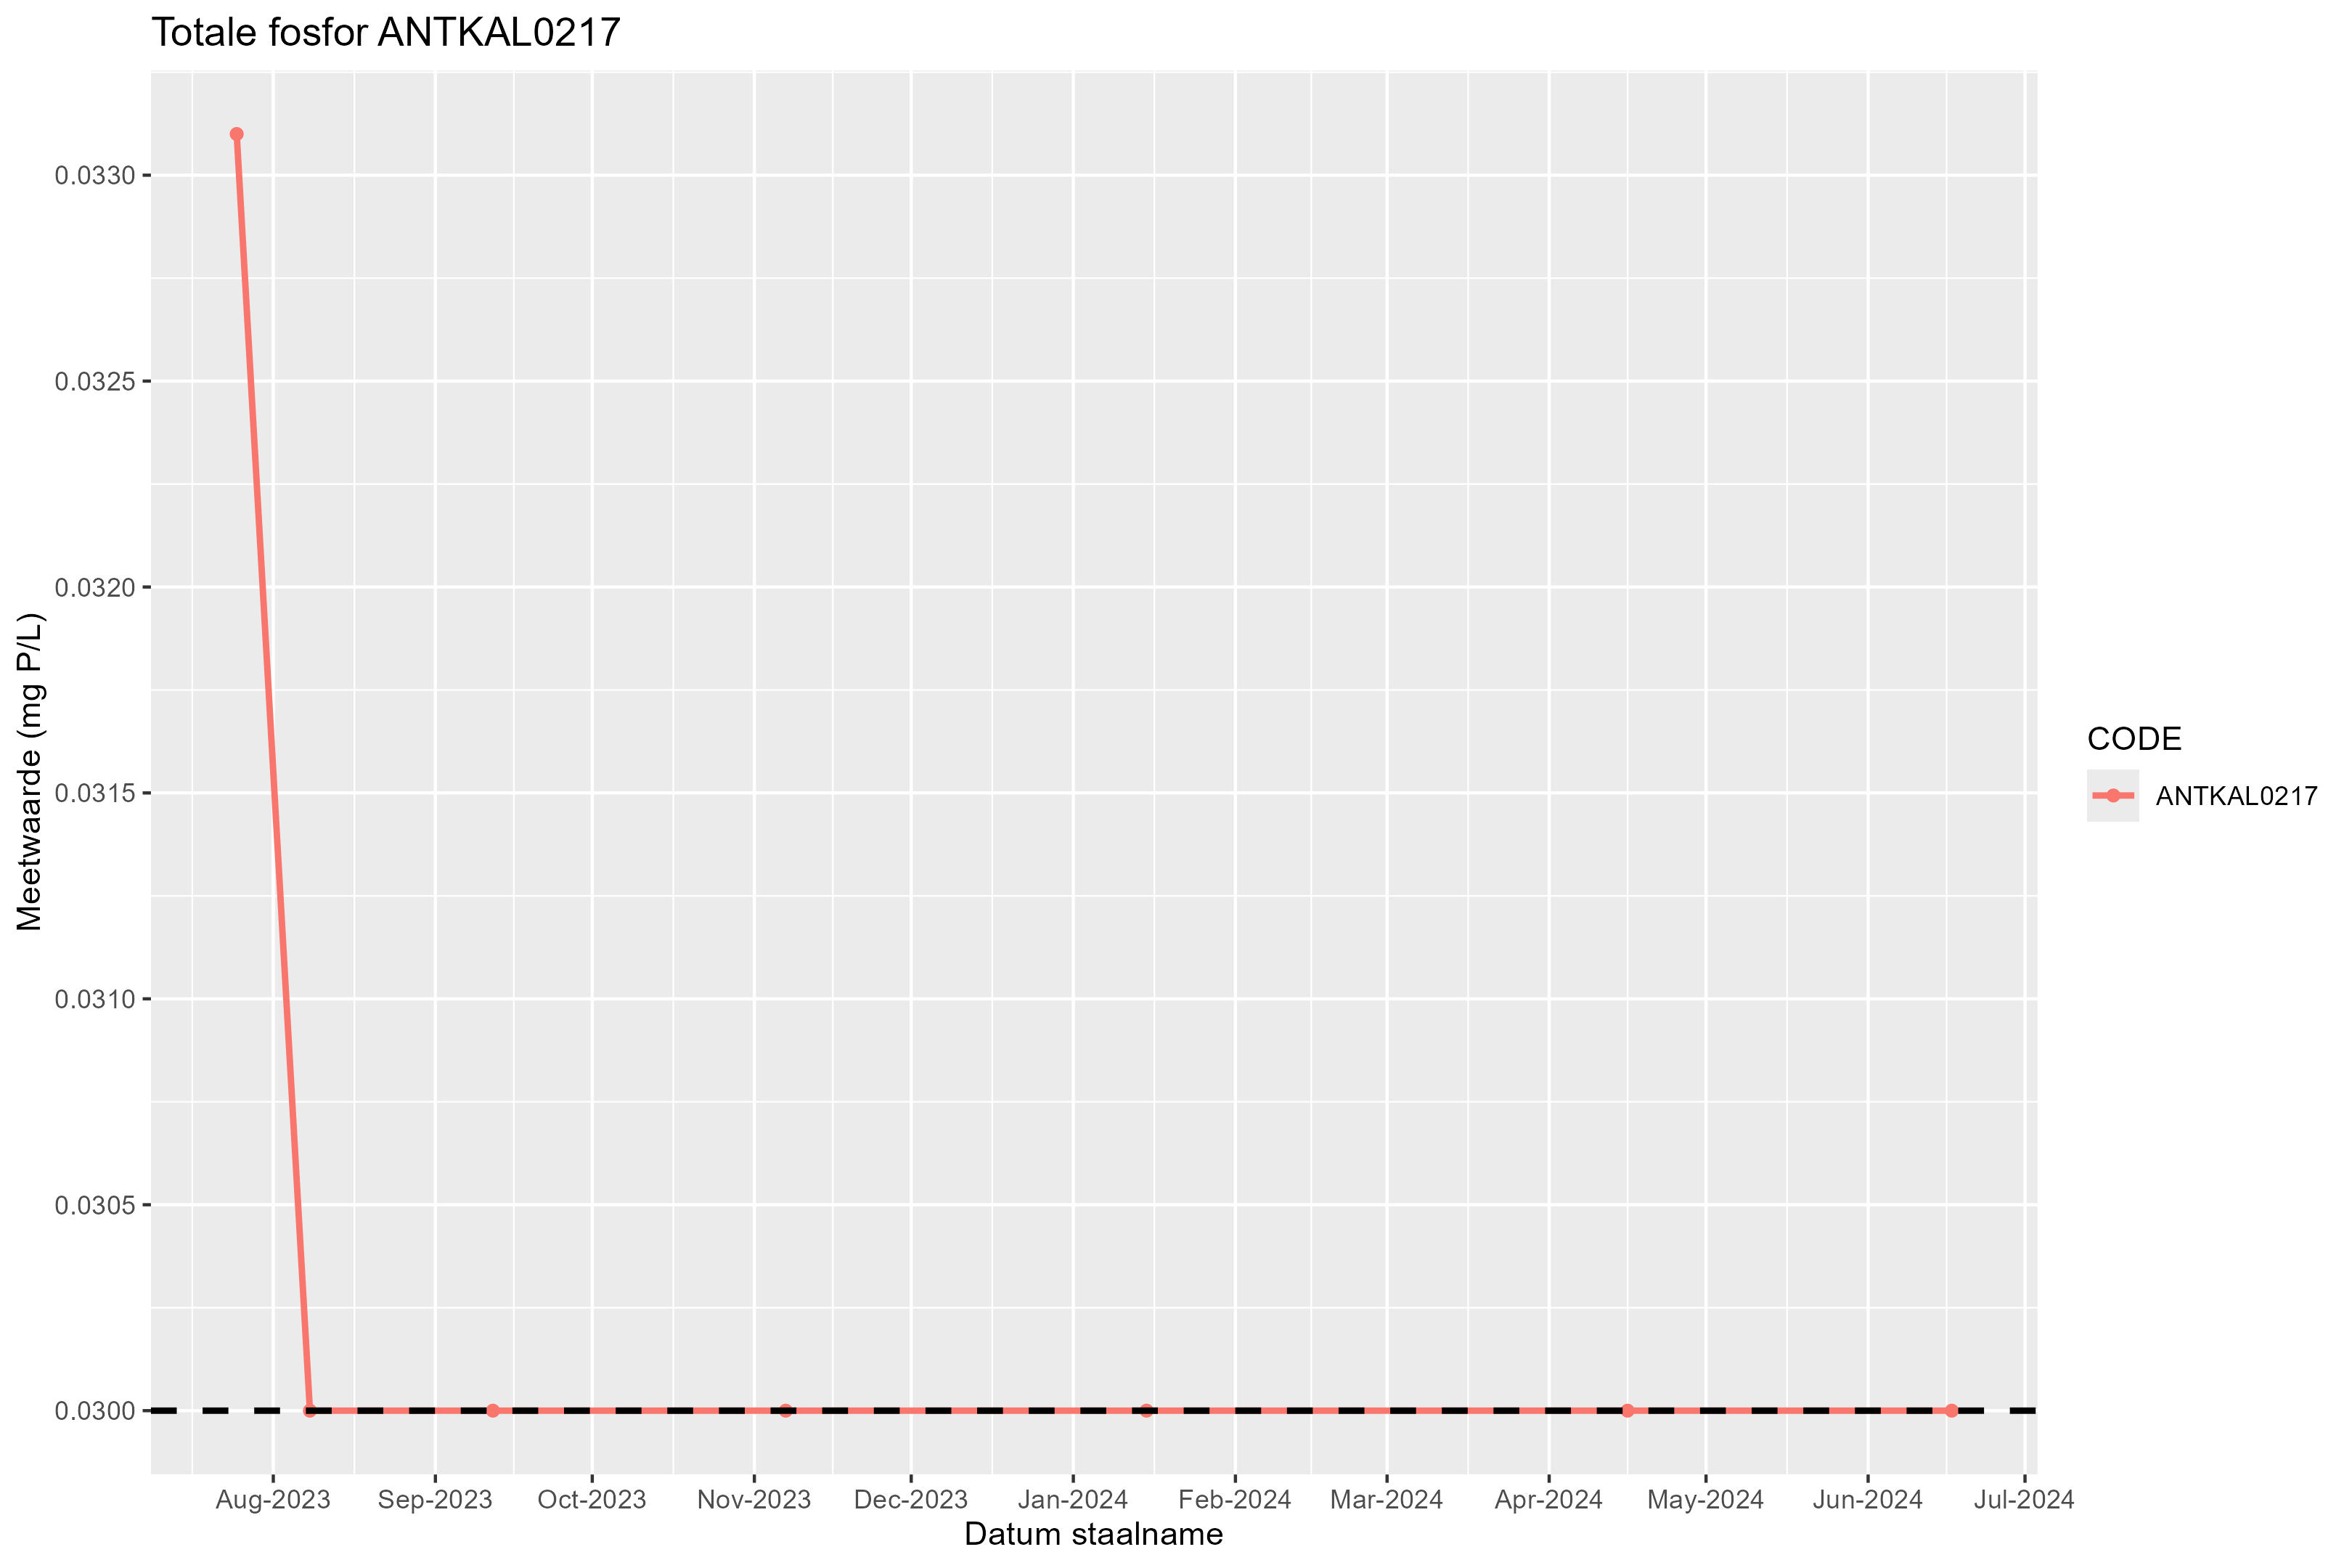 Totale fosfor ANTKAL0217
Meetwaarde (mg P/L)
0.0330
0.0325
0.0320
0.0315
0.0310
0.0305
0.0300
Aug-2023 Sep-2023 Oct-2023 Nov-2023 Dec-2023 Jan-2024 Feb-2024 Mar-2024 Apr-2024 May-2024 Jun-2024 Jul-2024
Datum staalname
CODE
ANTKAL0217